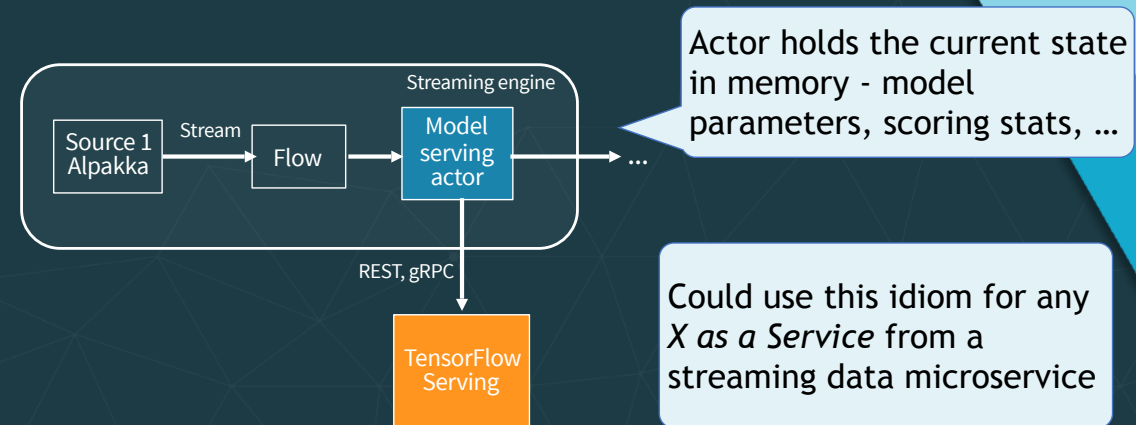 Streaming engine
Source 1
Alpakka
Stream
Flow
Model
serving
actor
...
REST, gRPC
TensorFlow
Serving
Actor holds the current state
in memory - model
parameters, scoring stats, …
Could use this idiom for any
X as a Service from a
streaming data microservice